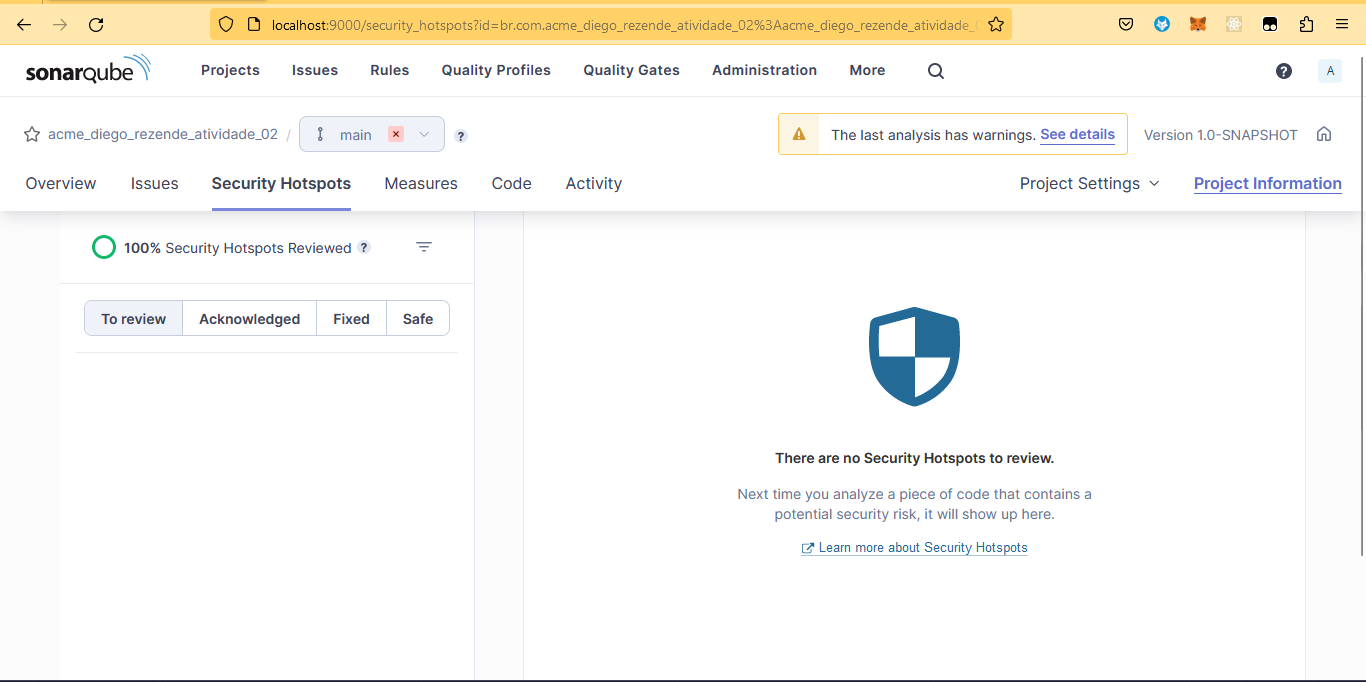 localhost:9000/security_hotspots?id=br.com.acme_diego_rezende_atividade_02%3Aacme_diego_rezende_atividade_
sonarqube Projects Issues Rules Quality Profiles Quality Gates Administration More ? A
acme_diego_rezende_atividade_02 / main ? The last analysis has warnings. See details Version 1.0-SNAPSHOT
Overview Issues Security Hotspots Measures Code Activity Project Settings Project Information
100% Security Hotspots Reviewed ?
To review Acknowledged Fixed Safe
There are no Security Hotspots to review.
Next time you analyze a piece of code that contains a
potential security risk, it will show up here.
Learn more about Security Hotspots